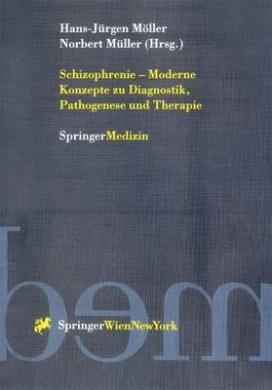 Hans-Jürgen Möller
Norbert Müller (Hrsg.)
Schizophrenie – Moderne
Konzepte zu Diagnostik,
Pathogenese und Therapie
SpringerMedizin
med
SpringerWienNewYork